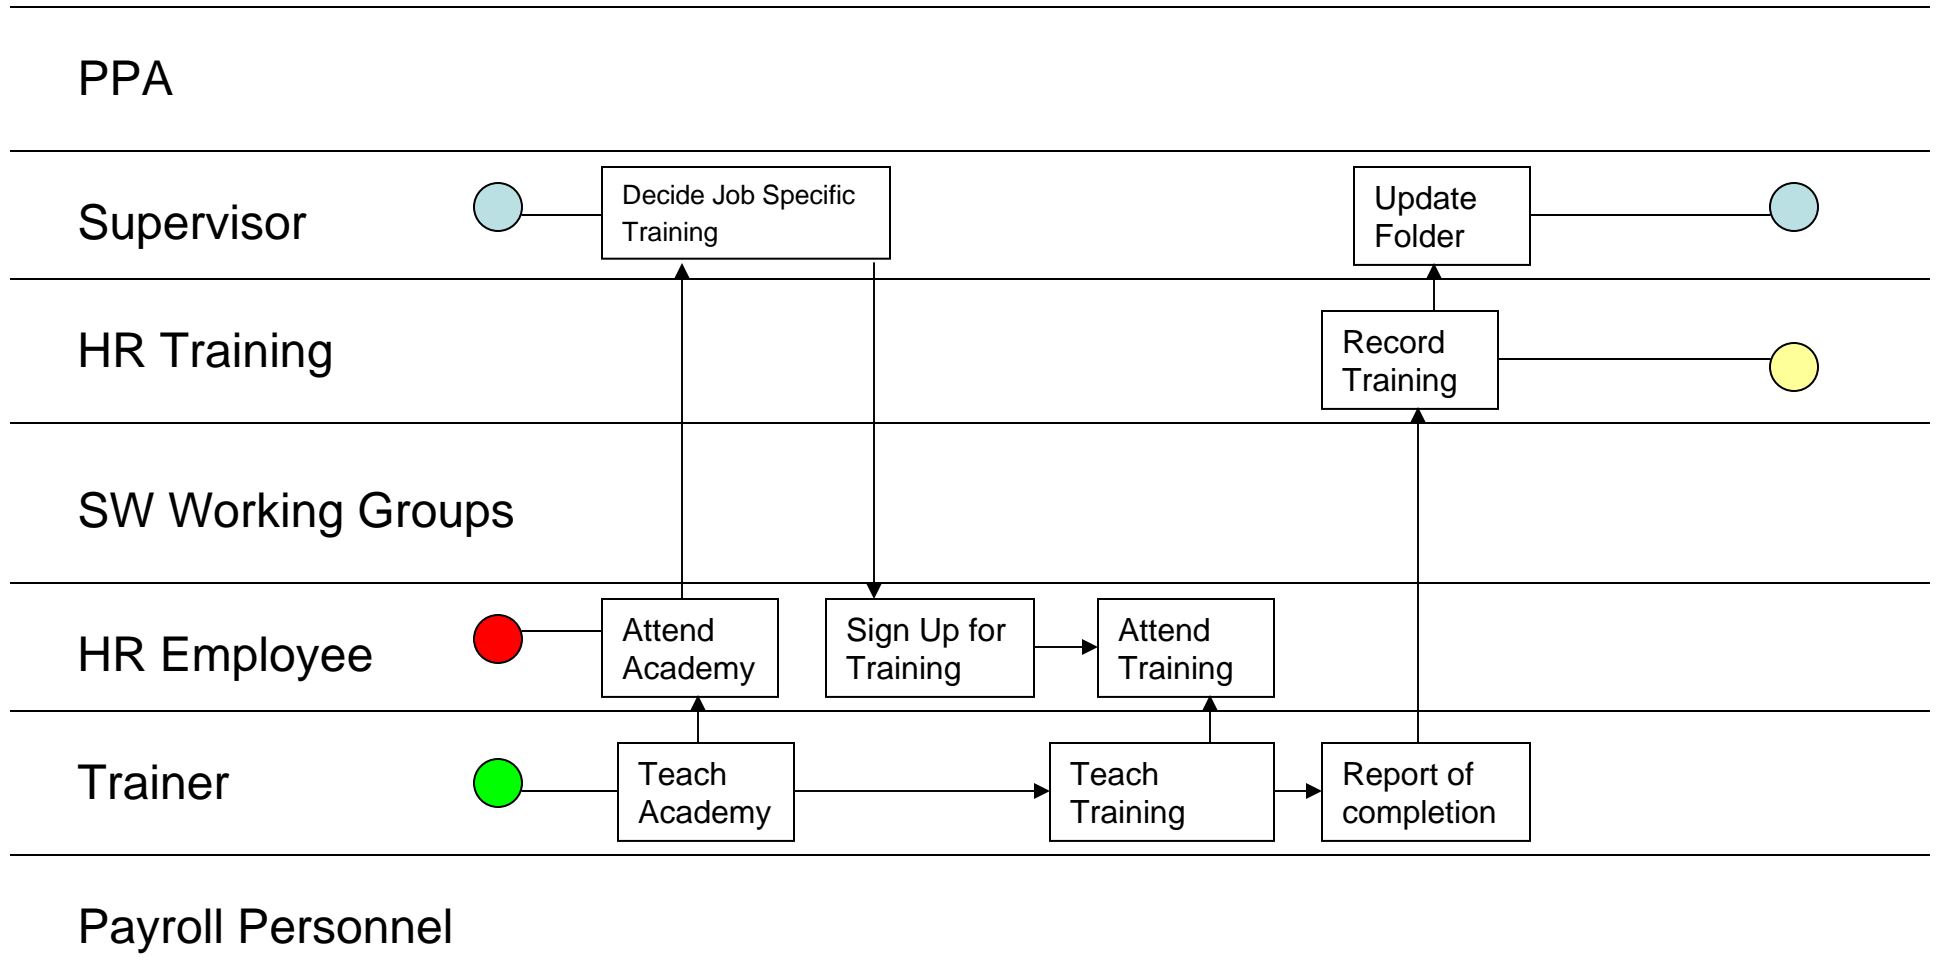 PPA
Supervisor
Decide Job Specific
Training
Update
Folder
HR Training
Record
Training
SW Working Groups
HR Employee
Attend
Academy
Sign Up for
Training
Attend
Training
Trainer
Teach
Academy
Teach
Training
Report of
completion
Payroll Personnel